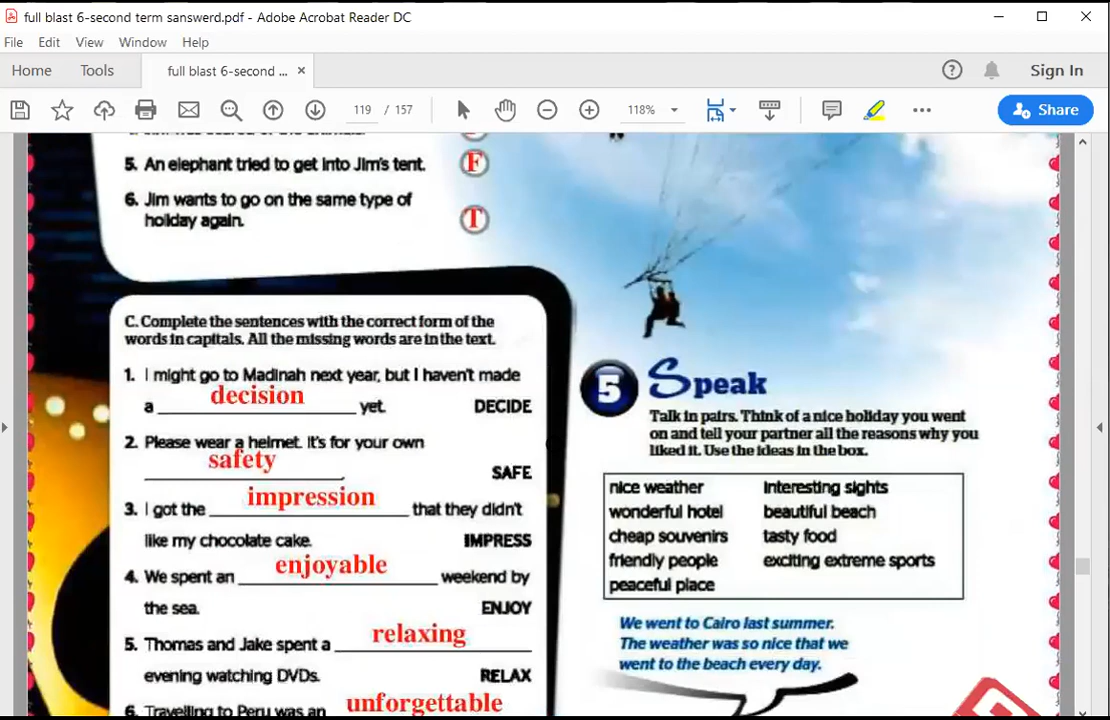 full blast 6-second term sanswerd.pdf - Adobe Acrobat Reader DC
File Edit View Window Help
Home Tools full blast 6-second ... × Sign In
119 / 157 118% Share
5. An elephant tried to get into Jim's tent. F
6. Jim wants to go on the same type of
holiday again. T
C. Complete the sentences with the correct form of the
words in capitals. All the missing words are in the text.
1. I might go to Madinah next year, but I haven't made
a decision yet. DECIDE
2. Please wear a helmet. It's for your own
safety. SAFE
3. I got the impression that they didn't
like my chocolate cake. IMPRESS
4. We spent an enjoyable weekend by
the sea. ENJOY
5. Thomas and Jake spent a relaxing
evening watching DVDs. RELAX
6. Travelling to Peru was an unforgettable
5 Speak
Talk in pairs. Think of a nice holiday you went
on and tell your partner all the reasons why you
liked it. Use the ideas in the box.
nice weather interesting sights
wonderful hotel beautiful beach
cheap souvenirs tasty food
friendly people exciting extreme sports
peaceful place
We went to Cairo last summer.
The weather was so nice that we
went to the beach every day.